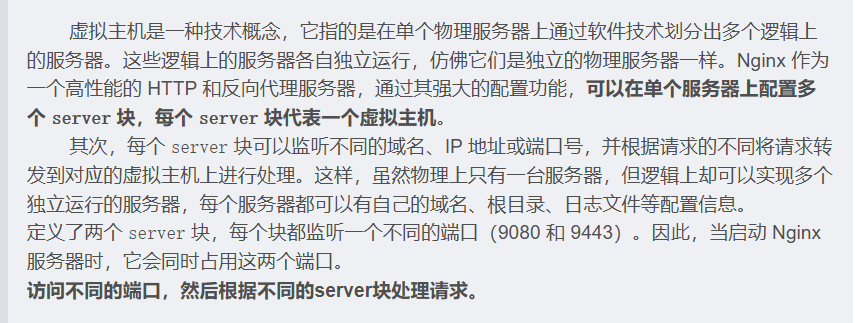 虚拟主机是一种技术概念，它指的是在单个物理服务器上通过软件技术划分出多个逻辑上
的服务器。这些逻辑上的服务器各自独立运行，仿佛它们是独立的物理服务器一样。Nginx 作为
一个高性能的 HTTP 和反向代理服务器，通过其强大的配置功能，可以在单个服务器上配置多
个 server 块，每个 server 块代表一个虚拟主机。
其次，每个 server 块可以监听不同的域名、IP 地址或端口号，并根据请求的不同将请求转
发到对应的虚拟主机上进行处理。这样，虽然物理上只有一台服务器，但逻辑上却可以实现多个
独立运行的服务器，每个服务器都可以有自己的域名、根目录、日志文件等配置信息。
定义了两个 server 块，每个块都监听一个不同的端口（9080 和 9443）。因此，当启动 Nginx
服务器时，它会同时占用这两个端口。
访问不同的端口，然后根据不同的server块处理请求。